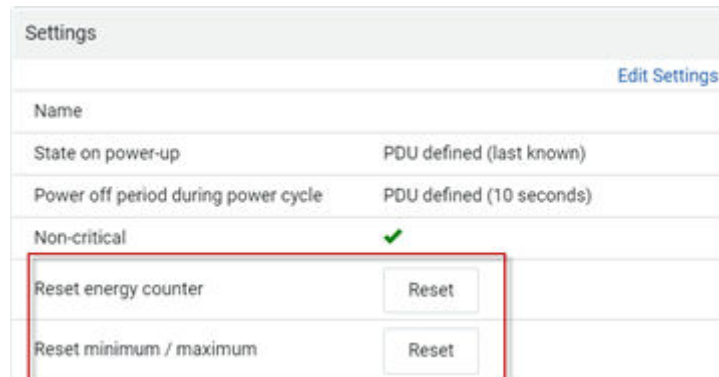 Settings
Edit Settings
Name
State on power-up PDU defined (last known)
Power off period during power cycle PDU defined (10 seconds)
Non-critical
Reset energy counter Reset
Reset minimum / maximum Reset